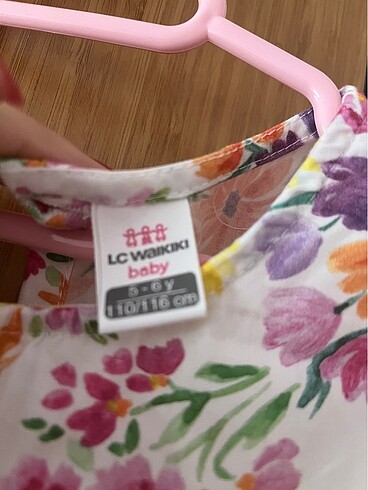 LC WAIKIKI
baby
5 - 6 y
110/116 cm